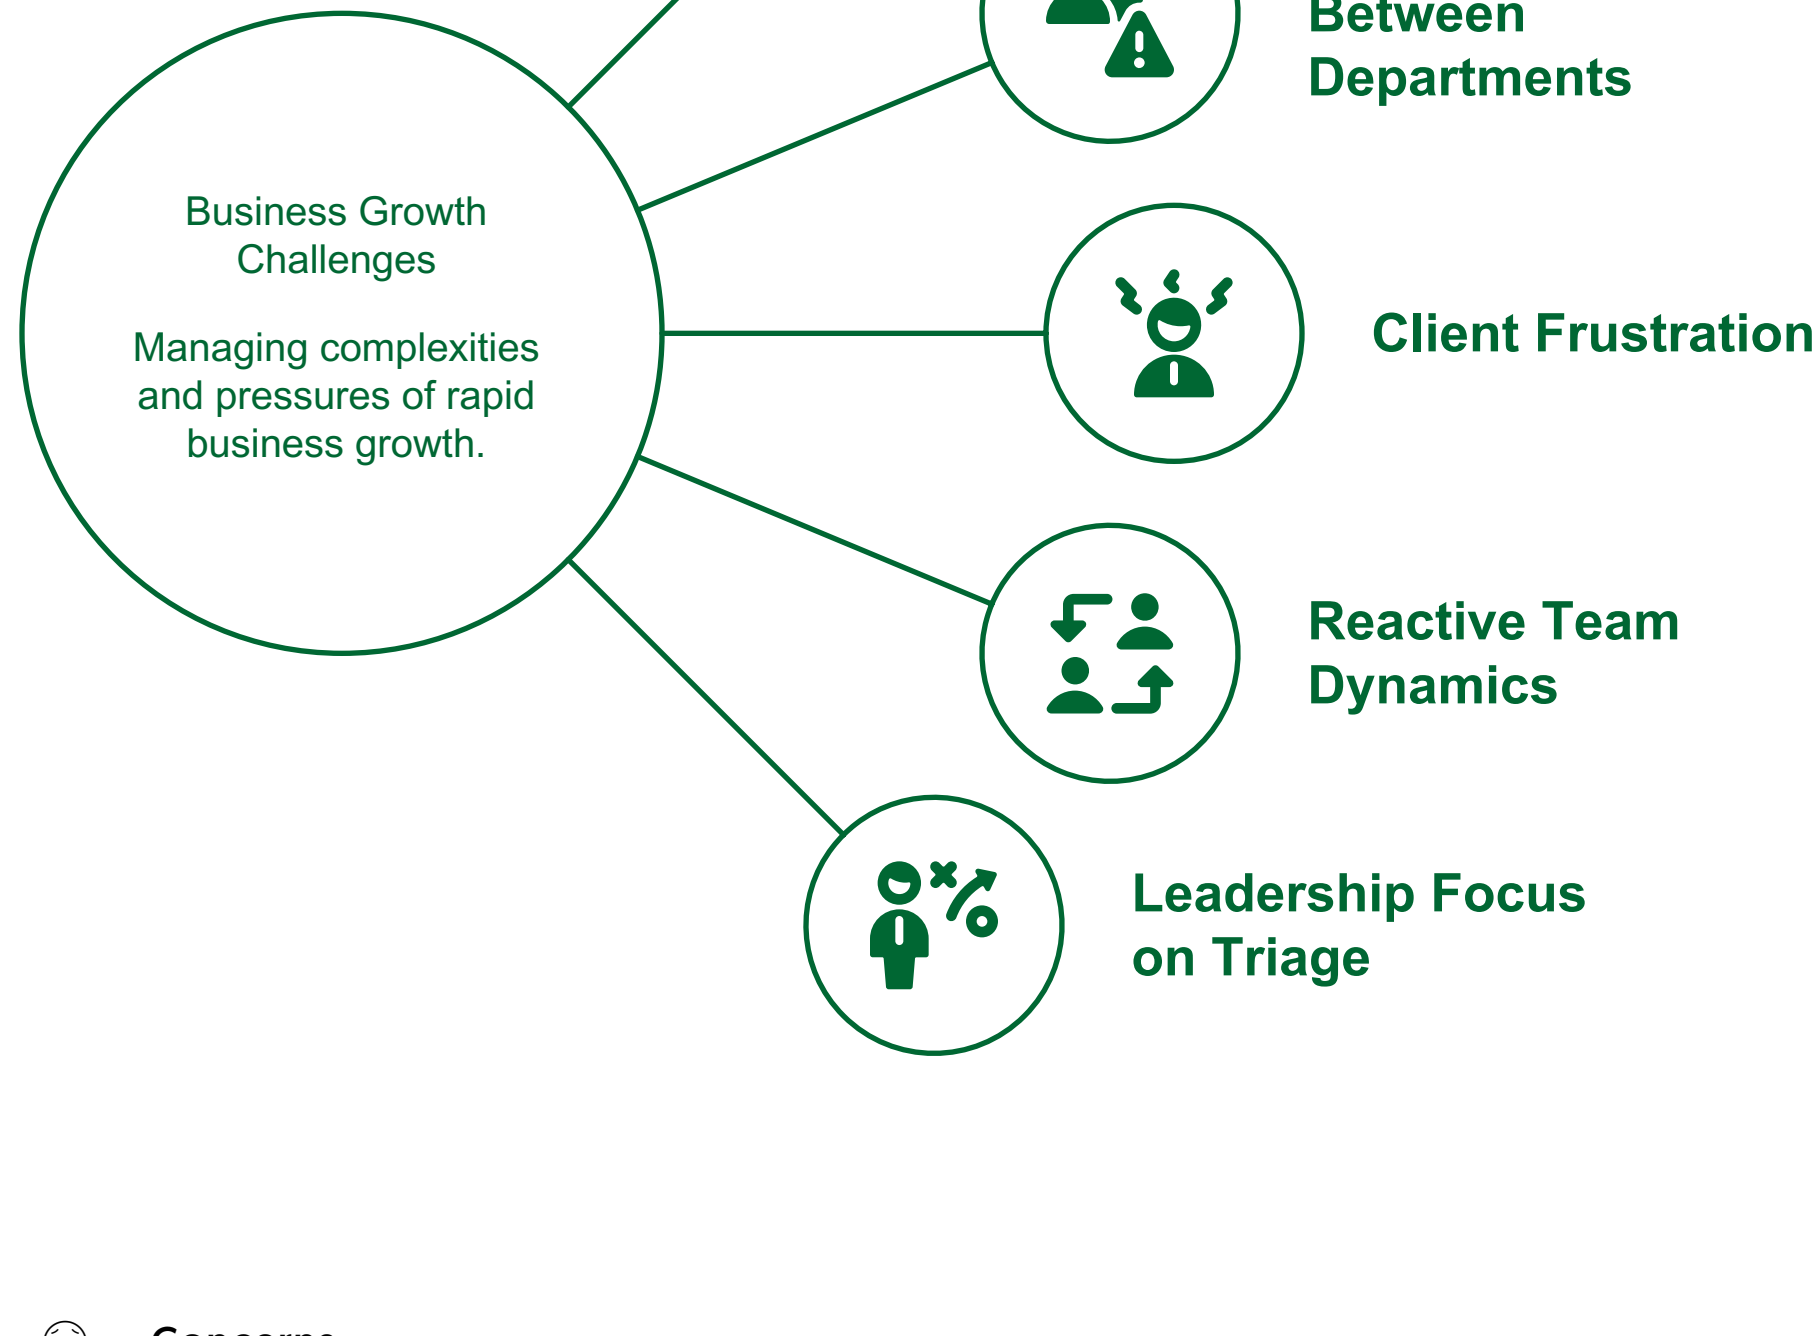 Between
Departments
Business Growth
Challenges
Managing complexities
and pressures of rapid
business growth.
Client Frustration
Reactive Team
Dynamics
Leadership Focus
on Triage
Concerns